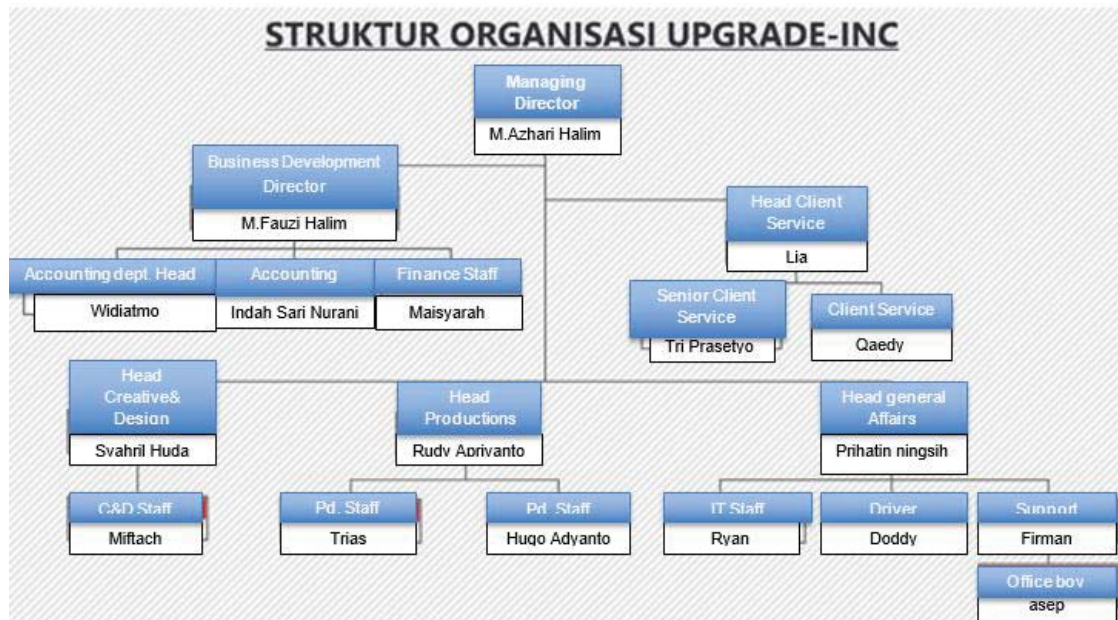 STRUKTUR ORGANISASI UPGRADE-INC
Managing
Director
M.Azhari Halim
Business Development
Director
M.Fauzi Halim
Head Client
Service
Lia
Accounting dept. Head
Widiatmo
Accounting
Indah Sari Nurani
Finance Staff
Maisyarah
Senior Client
Service
Tri Prasetyo
Client Service
Qaedy
Head
Creative&
Design
Syahril Huda
Head
Productions
Rudy Apriyanto
Head general
Affairs
Prihatin ningsih
C&D Staff
Miftach
Pd. Staff
Trias
Pd. Staff
Hugo Adyanto
IT Staff
Ryan
Driver
Doddy
Support
Firman
Office boy
asep